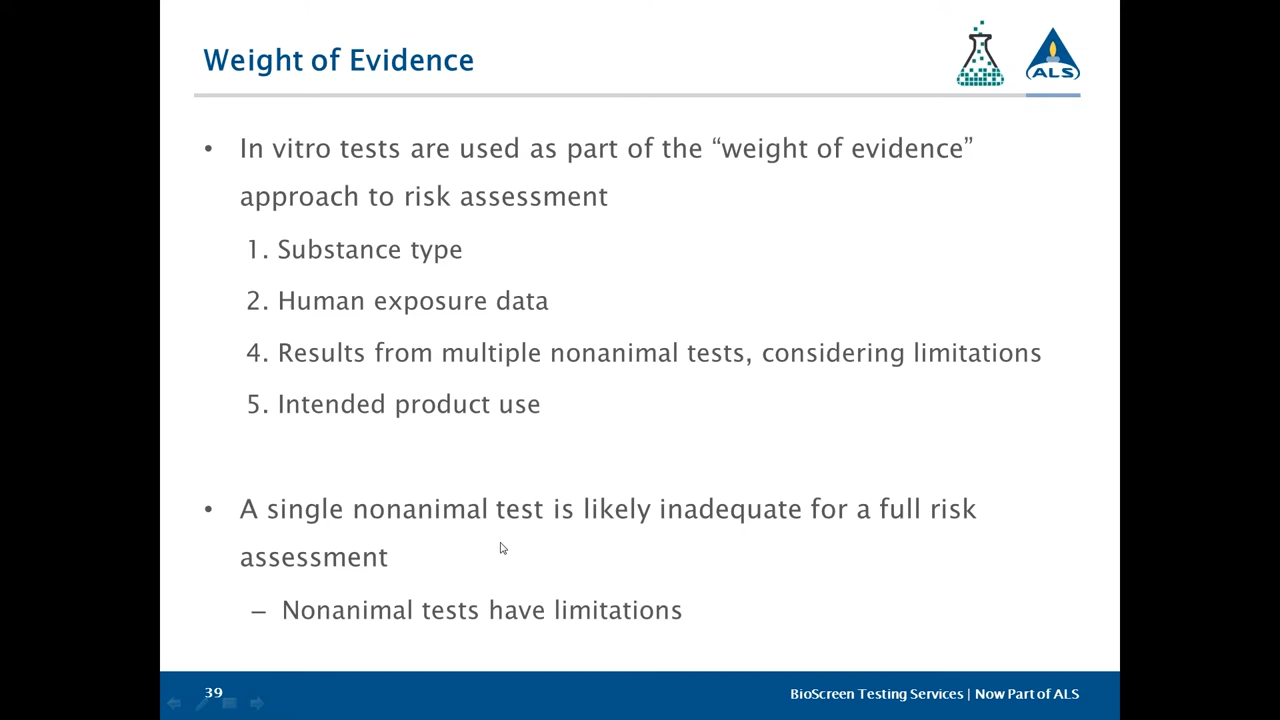 Weight of Evidence
ALS
• In vitro tests are used as part of the “weight of evidence”
approach to risk assessment
1. Substance type
2. Human exposure data
4. Results from multiple nonanimal tests, considering limitations
5. Intended product use
• A single nonanimal test is likely inadequate for a full risk
assessment
– Nonanimal tests have limitations
39
BioScreen Testing Services | Now Part of ALS